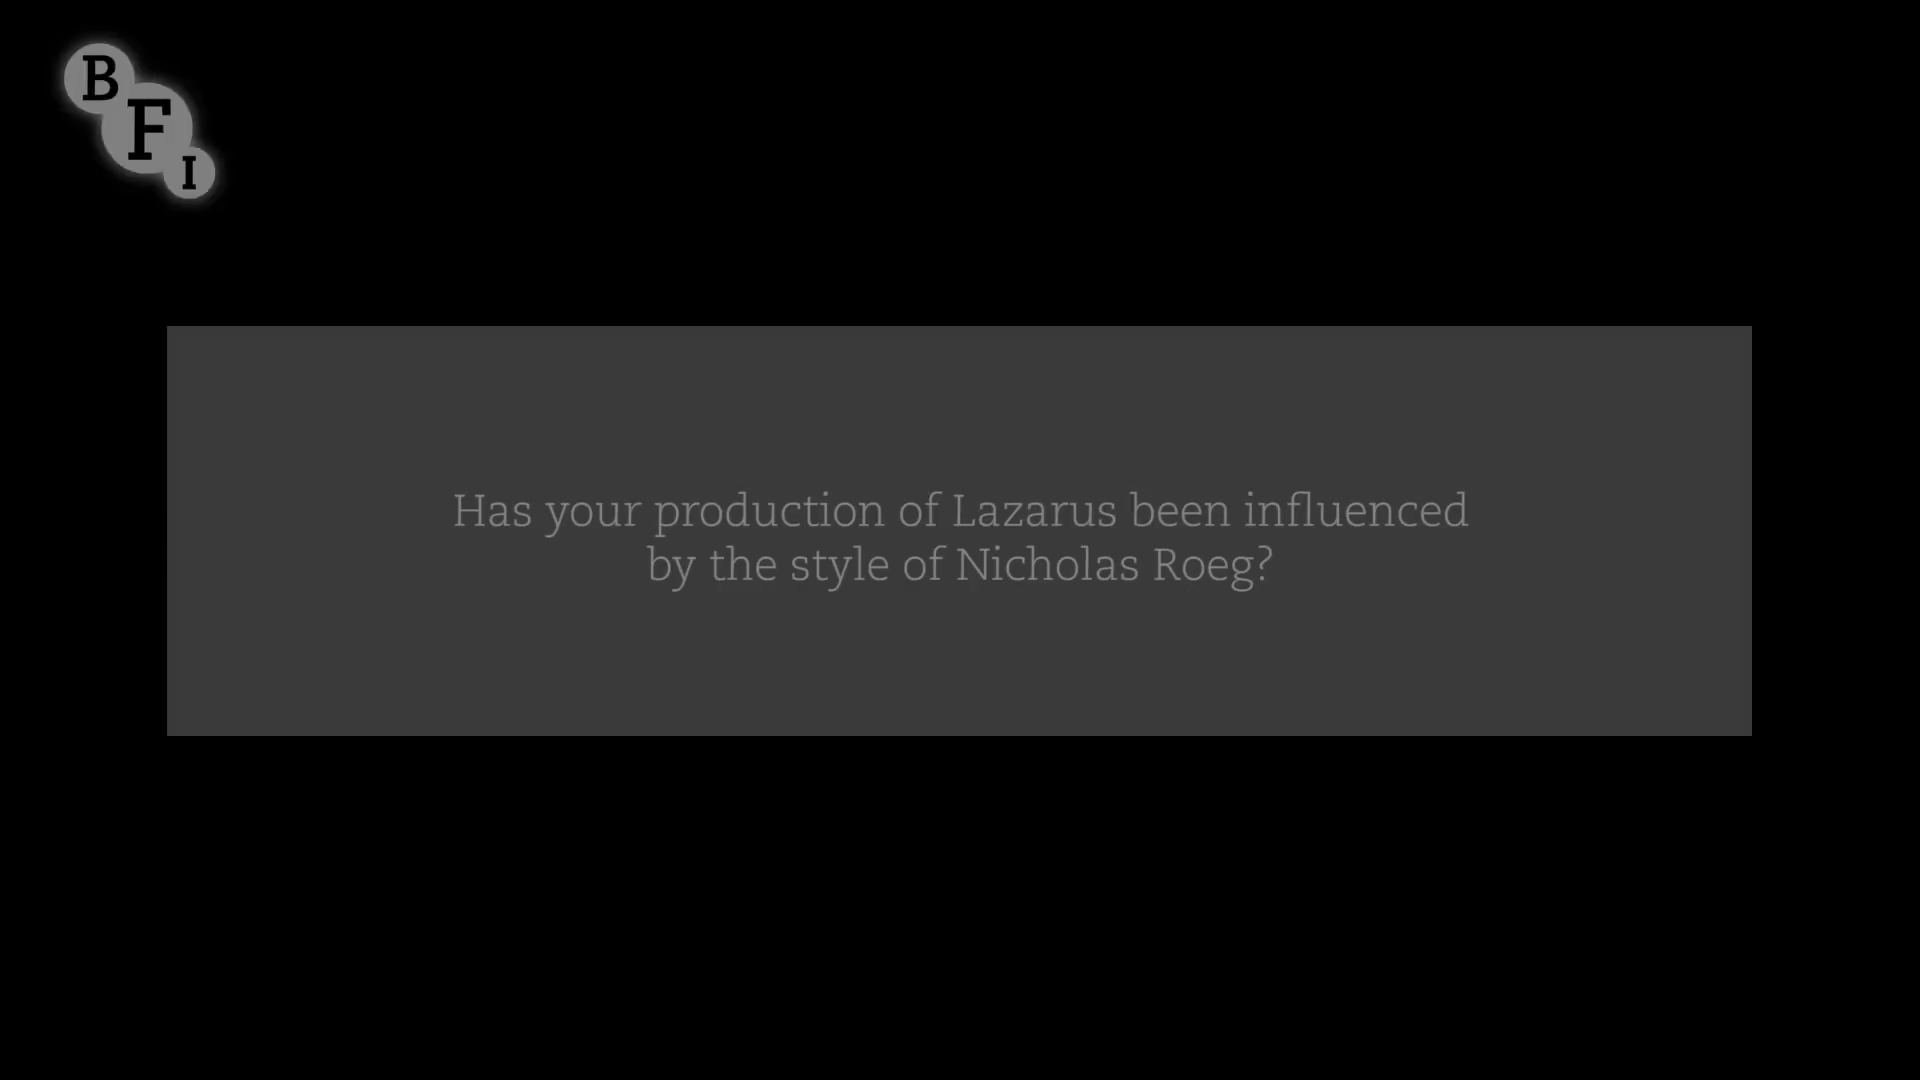 BFI
Has your production of Lazarus been influenced
by the style of Nicholas Roeg?